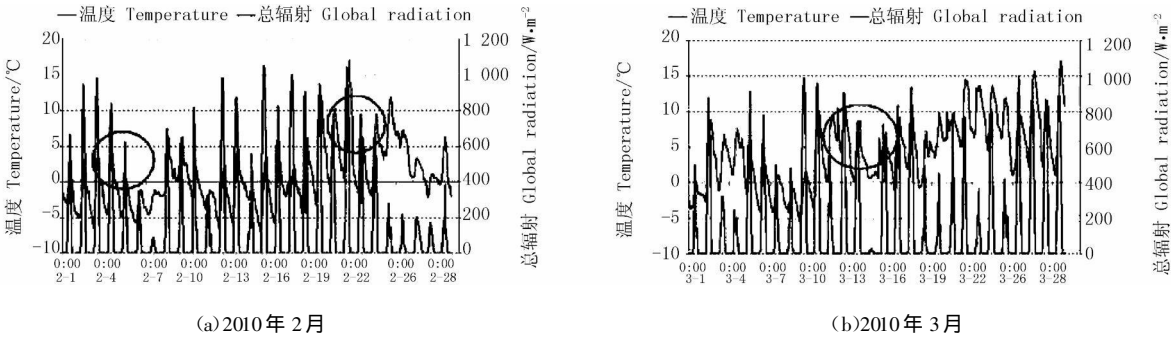 温度 Temperature 总辐射 Global radiation
温度 Temperature/℃
20
15
10
5
0
−5
−10
1 200
1 000
800
600
400
200
0
总辐射 Global radiation/W•m⁻²
0:00 0:00 0:00 0:00 0:00 0:00 0:00 0:00 0:00 0:00
2-1 2-4 2-7 2-10 2-13 2-16 2-19 2-22 2-26 2-28
(a)2010年2月
温度 Temperature 总辐射 Global radiation
温度 Temperature/℃
20
15
10
5
0
-5
-10
1 200
1 000
800
600
400
200
0
总辐射 Global radiation/W•m⁻²
0:00 0:00 0:00 0:00 0:00 0:00 0:00 0:00 0:00 0:00
3-1 3-4 3-7 3-10 3-13 3-16 3-19 3-22 3-26 3-28
(b)2010年3月